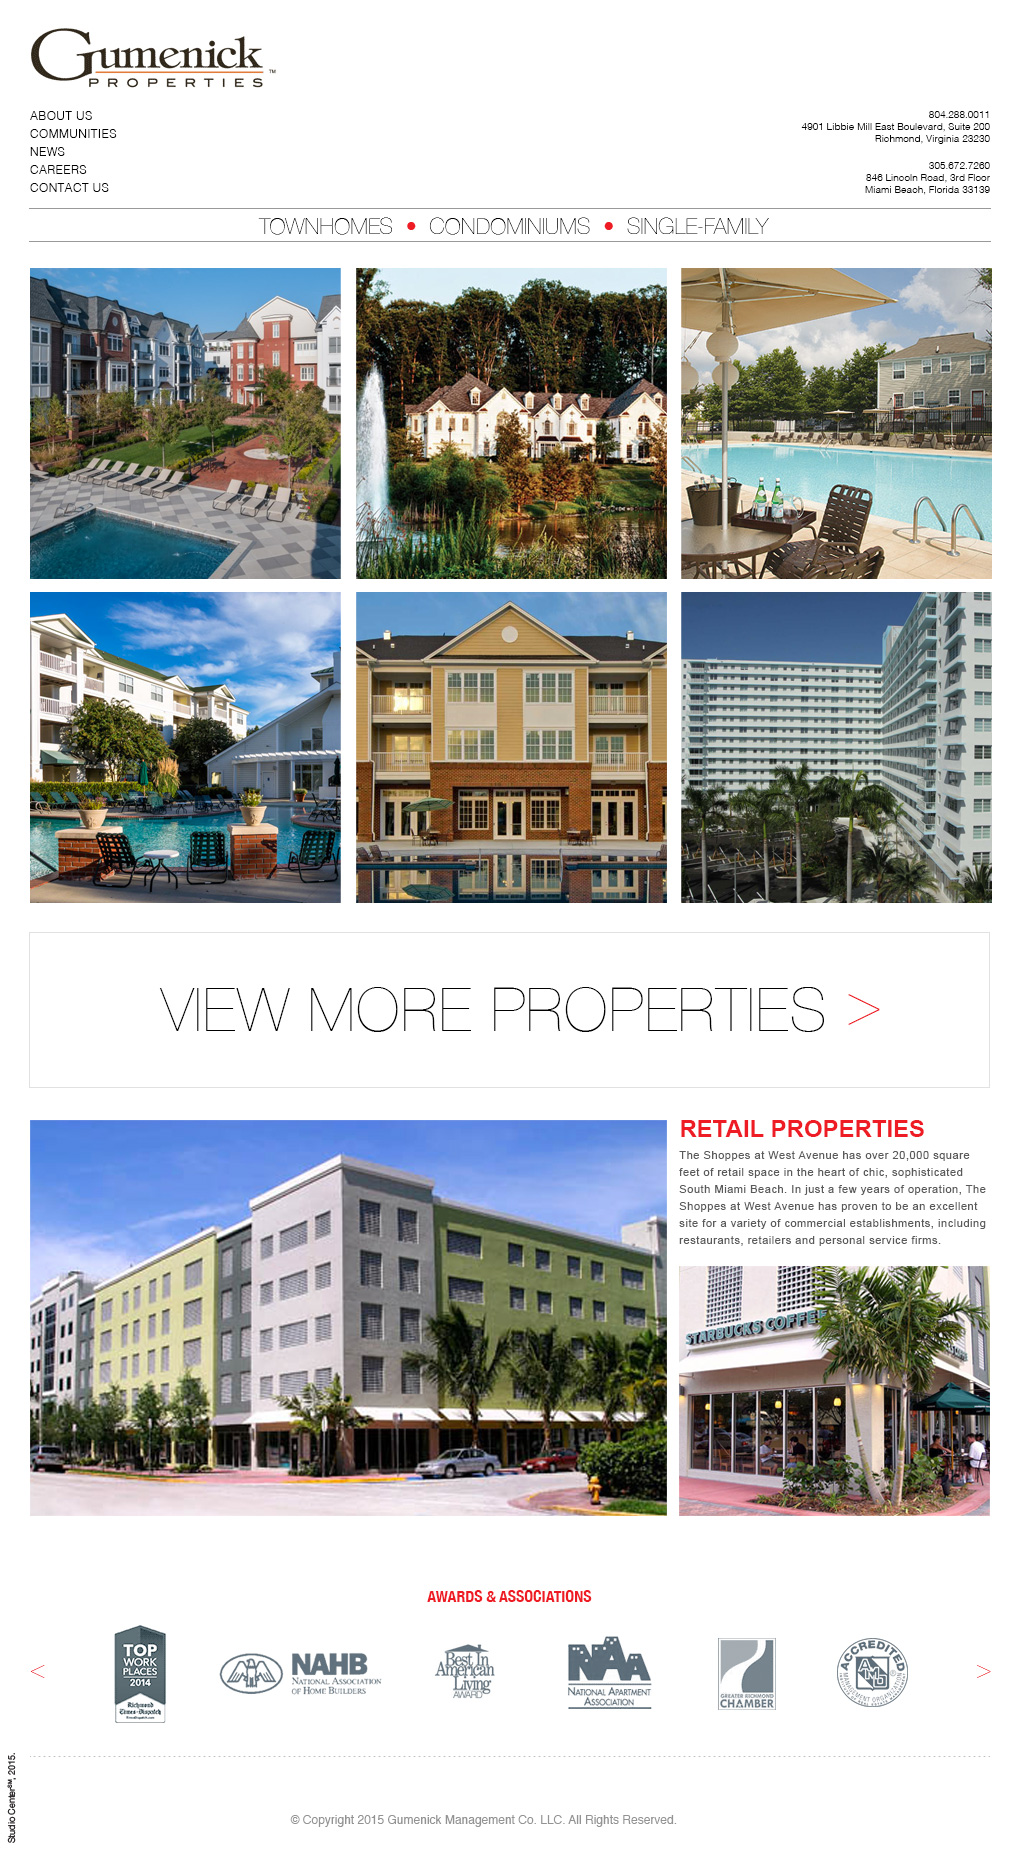 Gumenick™
PROPERTIES
ABOUT US
COMMUNITIES
NEWS
CAREERS
CONTACT US
804.288.0011
4901 Libbie Mill East Boulevard, Suite 200
Richmond, Virginia 23230
305.672.7260
846 Lincoln Road, 3rd Floor
Miami Beach, Florida 33139
TOWNHOMES • CONDOMINIUMS • SINGLE-FAMILY
VIEW MORE PROPERTIES >
RETAIL PROPERTIES
The Shoppes at West Avenue has over 20,000 square
feet of retail space in the heart of chic, sophisticated
South Miami Beach. In just a few years of operation, The
Shoppes at West Avenue has proven to be an excellent
site for a variety of commercial establishments, including
restaurants, retailers and personal service firms.
STARBUCKS COFFEE
AWARDS & ASSOCIATIONS
<
TOP
WORK
PLACES
2014
Richmond
Times-Dispatch
NAHB
NATIONAL ASSOCIATION
OF HOME BUILDERS
Best In
American
Living
AWARD
NAA
NATIONAL APARTMENT
ASSOCIATION
GREATER RICHMOND
CHAMBER
ACCREDITED
AMO
MANAGEMENT ORGANIZATION
>
Studio Center℠, 2015.
© Copyright 2015 Gumenick Management Co. LLC. All Rights Reserved.